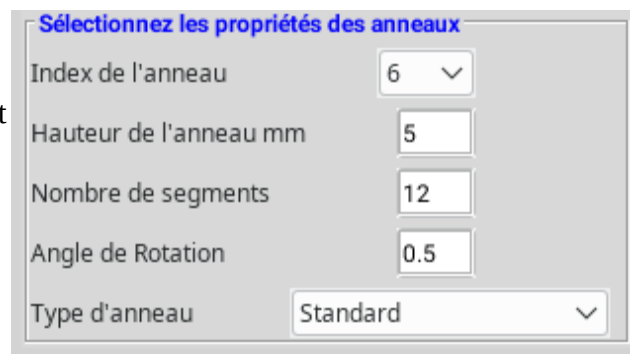 Sélectionnez les propriétés des anneaux
Index de l'anneau 6
t
Hauteur de l'anneau mm 5
Nombre de segments 12
Angle de Rotation 0.5
Type d'anneau Standard